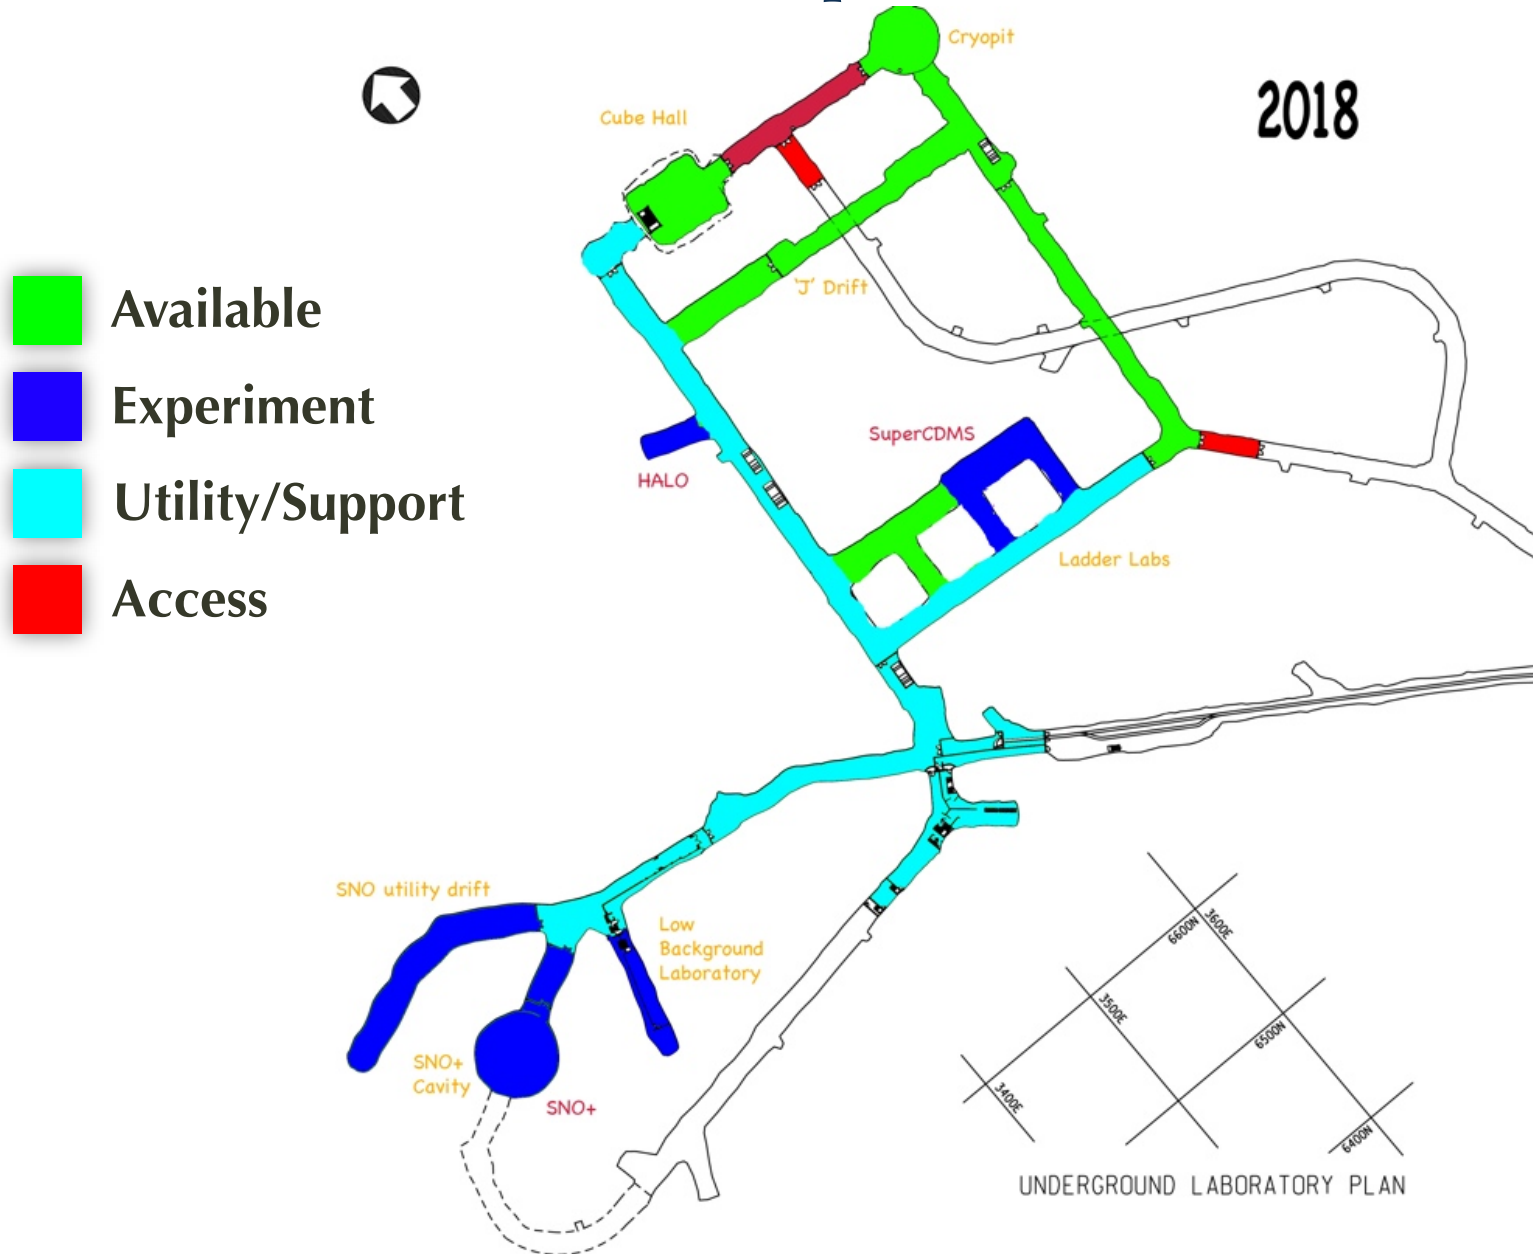 Cryopit
2018
Cube Hall
Available
'J' Drift
Experiment
SuperCDMS
HALO
Utility/Support
Ladder Labs
Access
SNO utility drift
Low
Background
Laboratory
6600N
3600E
3500E
6500N
SNO+
Cavity
SNO+
3400E
6400N
UNDERGROUND LABORATORY PLAN